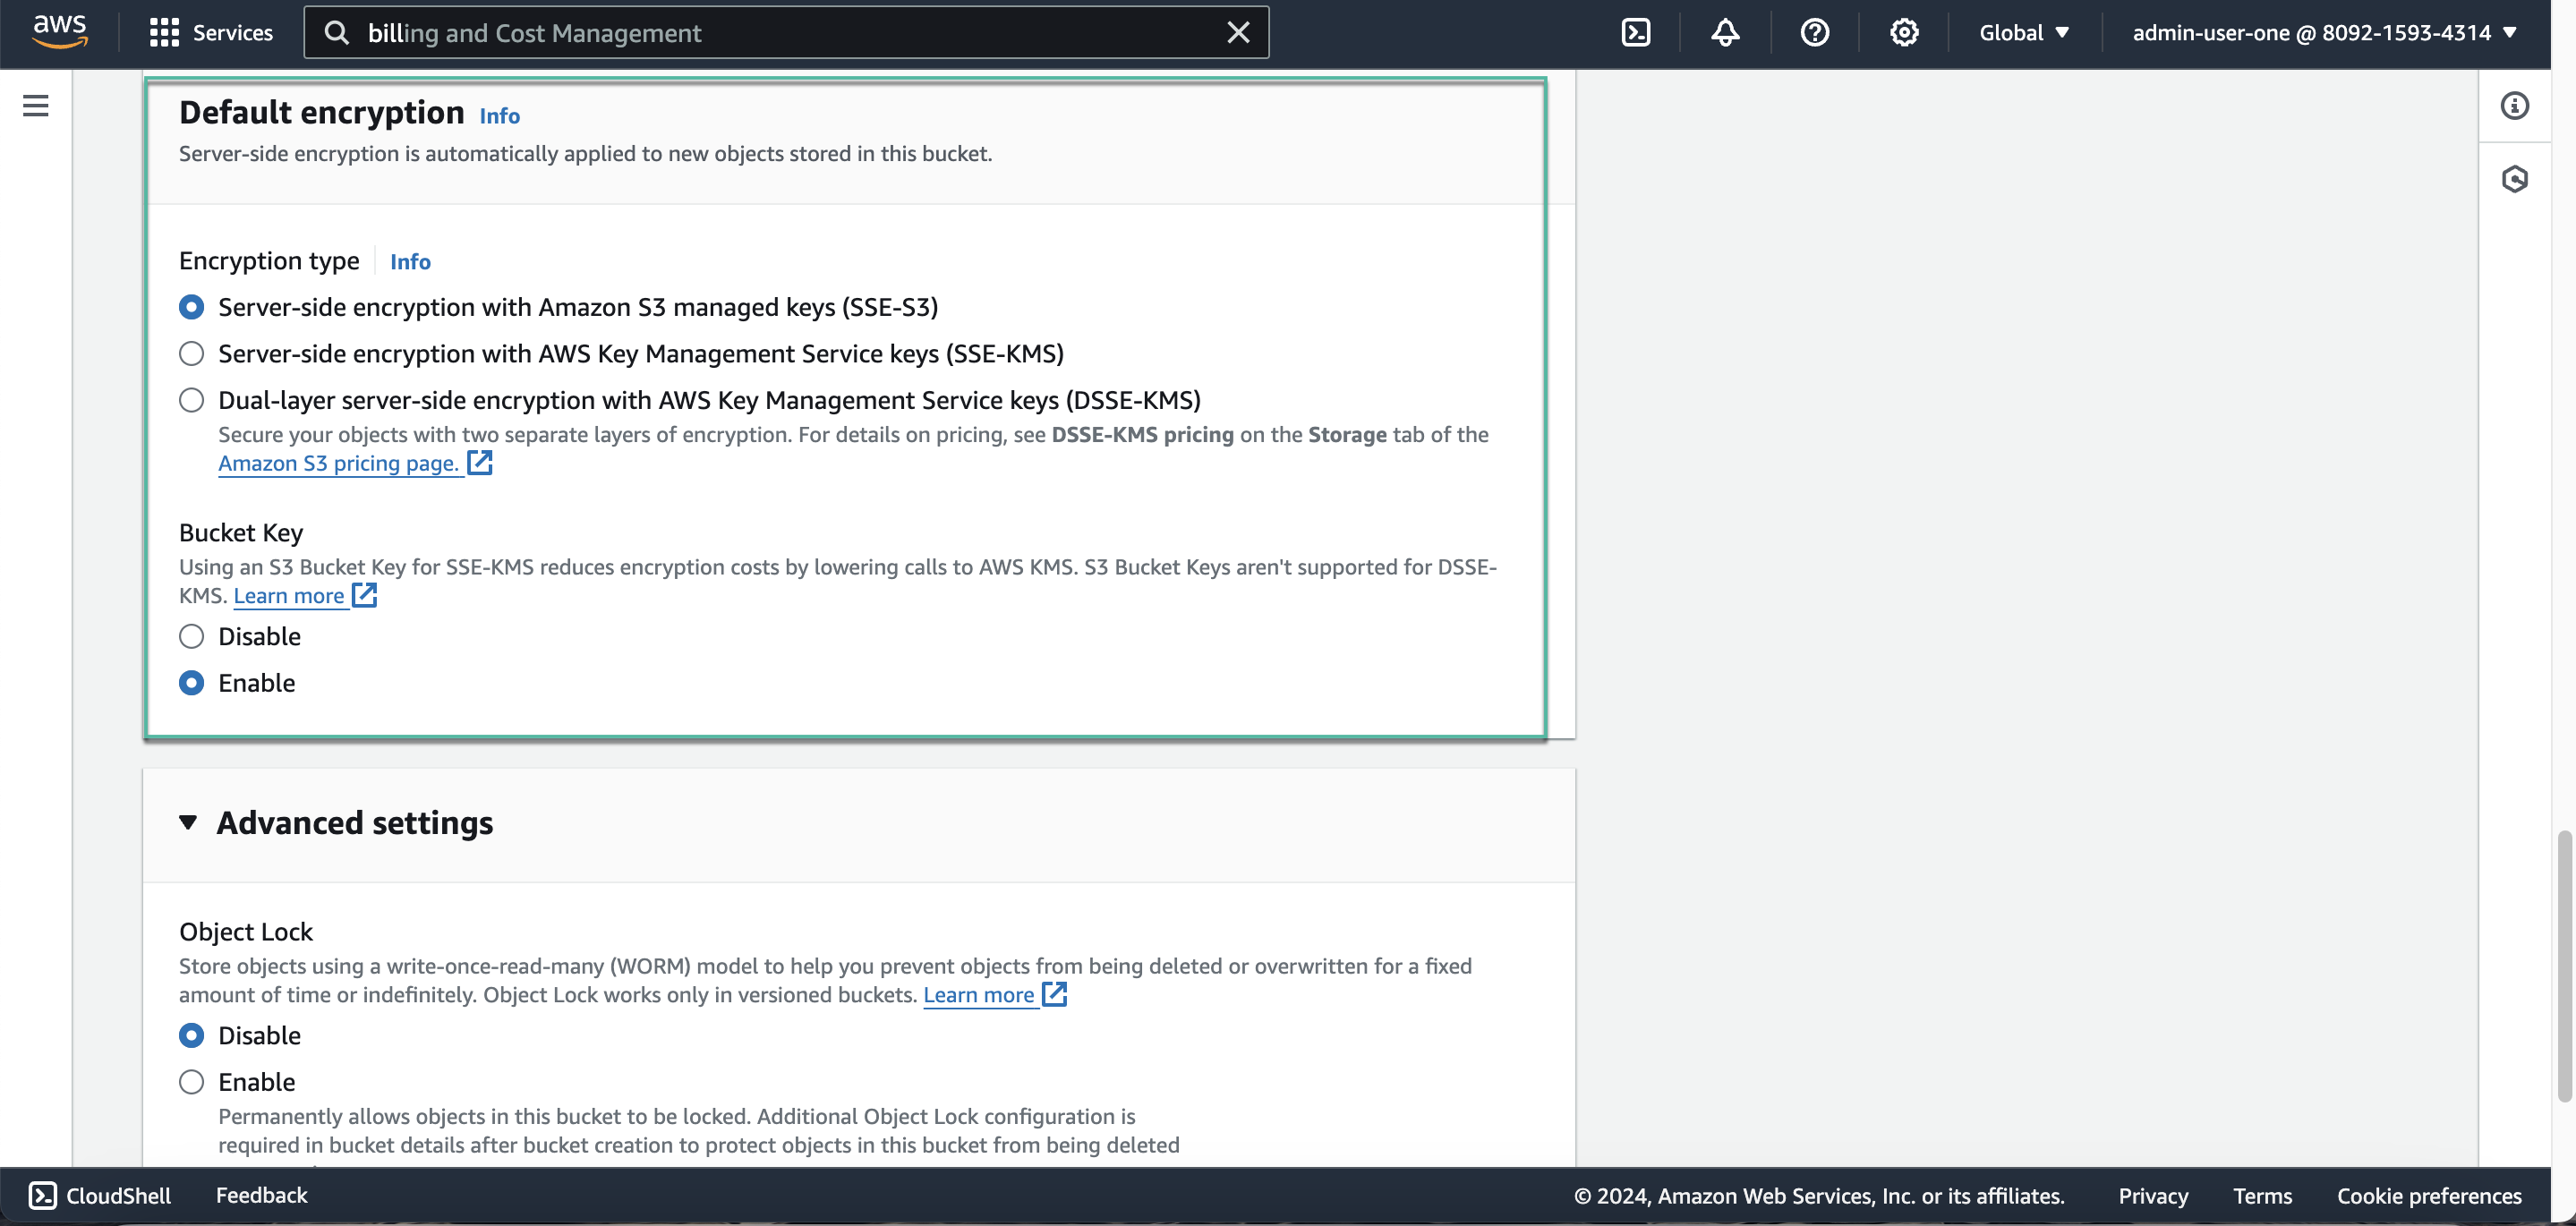 aws
Services
billing and Cost Management
Global
admin-user-one @ 8092-1593-4314
Default encryption Info
Server-side encryption is automatically applied to new objects stored in this bucket.
Encryption type Info
Server-side encryption with Amazon S3 managed keys (SSE-S3)
Server-side encryption with AWS Key Management Service keys (SSE-KMS)
Dual-layer server-side encryption with AWS Key Management Service keys (DSSE-KMS)
Secure your objects with two separate layers of encryption. For details on pricing, see DSSE-KMS pricing on the Storage tab of the
Amazon S3 pricing page.
Bucket Key
Using an S3 Bucket Key for SSE-KMS reduces encryption costs by lowering calls to AWS KMS. S3 Bucket Keys aren't supported for DSSE-
KMS. Learn more
Disable
Enable
Advanced settings
Object Lock
Store objects using a write-once-read-many (WORM) model to help you prevent objects from being deleted or overwritten for a fixed
amount of time or indefinitely. Object Lock works only in versioned buckets. Learn more
Disable
Enable
Permanently allows objects in this bucket to be locked. Additional Object Lock configuration is
required in bucket details after bucket creation to protect objects in this bucket from being deleted
CloudShell
Feedback
© 2024, Amazon Web Services, Inc. or its affiliates.
Privacy
Terms
Cookie preferences